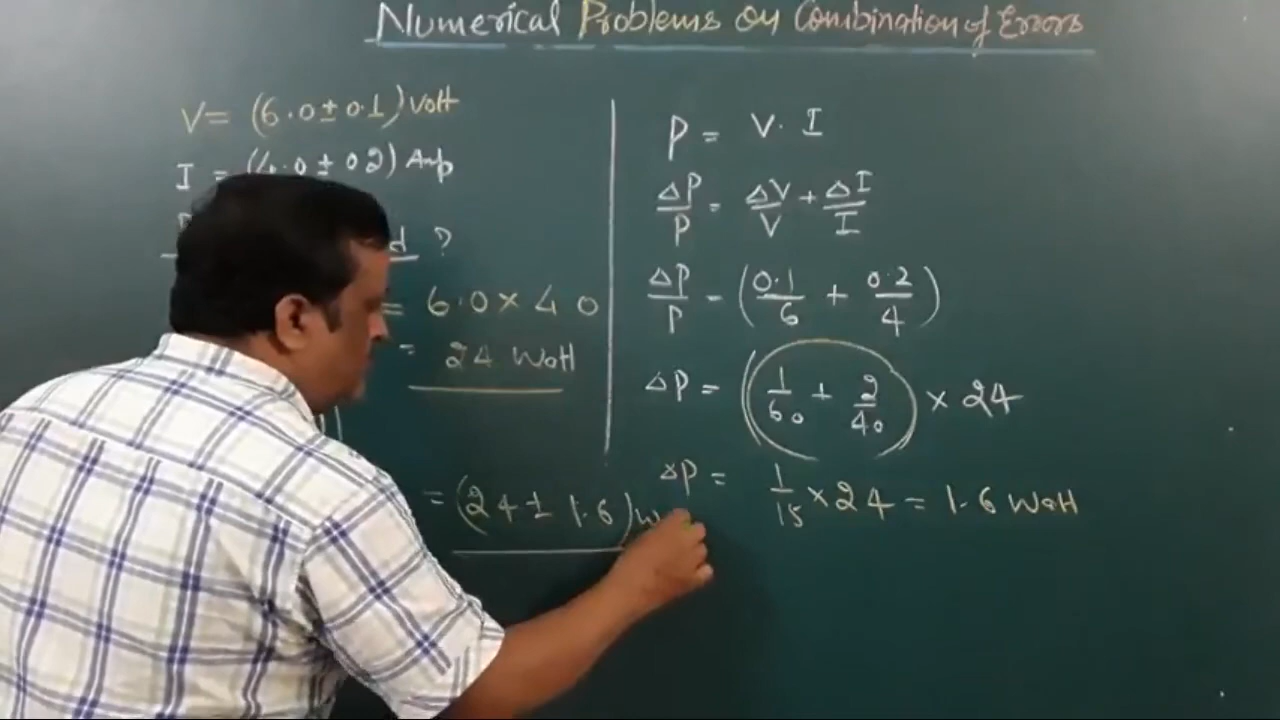 Numerical Problems on Combination of Errors
V = (6.0 ± 0.1) Volt
I = (4.0 ± 0 2) Amp
?
= 6.0 × 4 0
= 24 Watt
= (24 ± 1.6) W
P = V. I
ΔP/P = ΔV/V + ΔI/I
ΔP/P = (0.1/6 + 0.2/4)
ΔP = (1/60 + 2/40) × 24
ΔP = 1/15 × 24 = 1.6 Watt